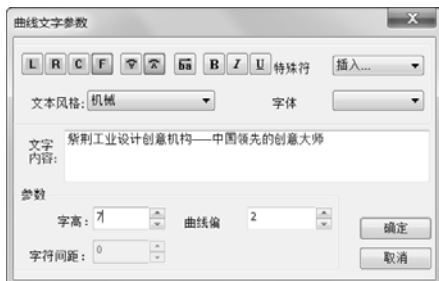 曲线文字参数
L R C F ba B I U 特殊符 插入...
文本风格: 机械 字体
文字内容: 紫荆工业设计创意机构——中国领先的创意大师
参数
字高: 7 曲线偏 2
确定
字符间距: 0
取消